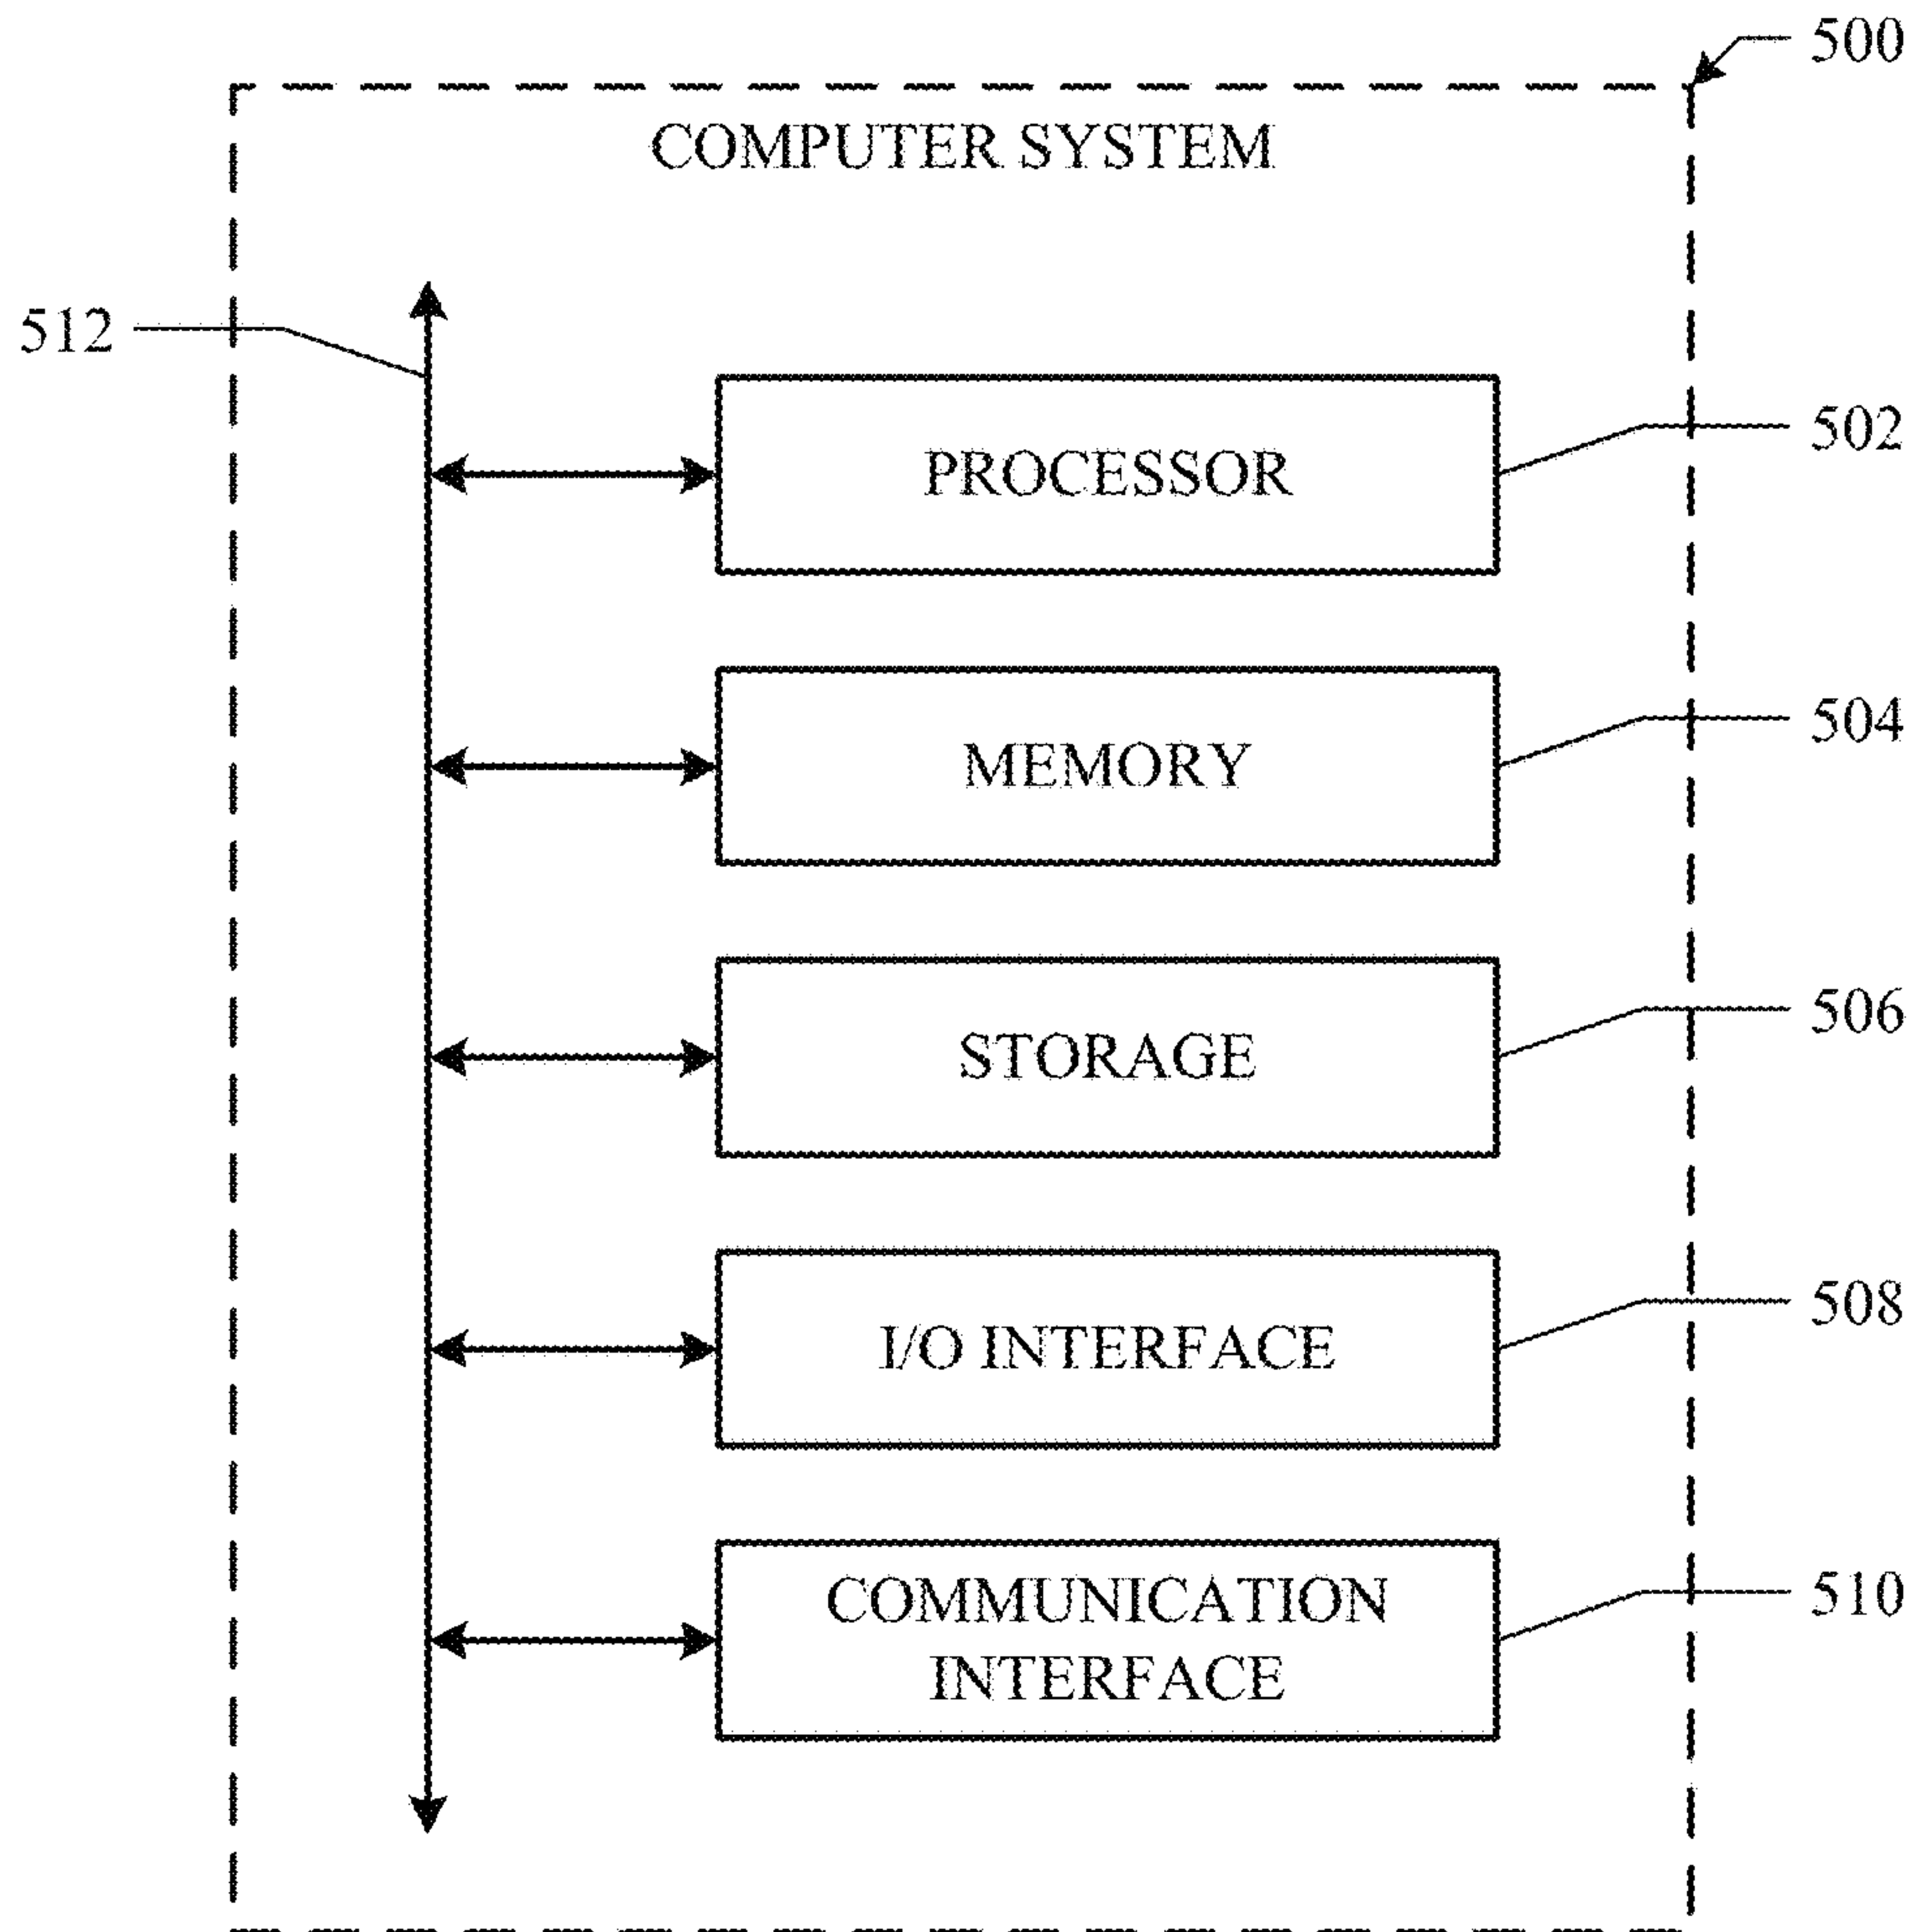 500
COMPUTER SYSTEM
512
PROCESSOR
502
MEMORY
504
STORAGE
506
I/O INTERFACE
508
COMMUNICATION
INTERFACE
510